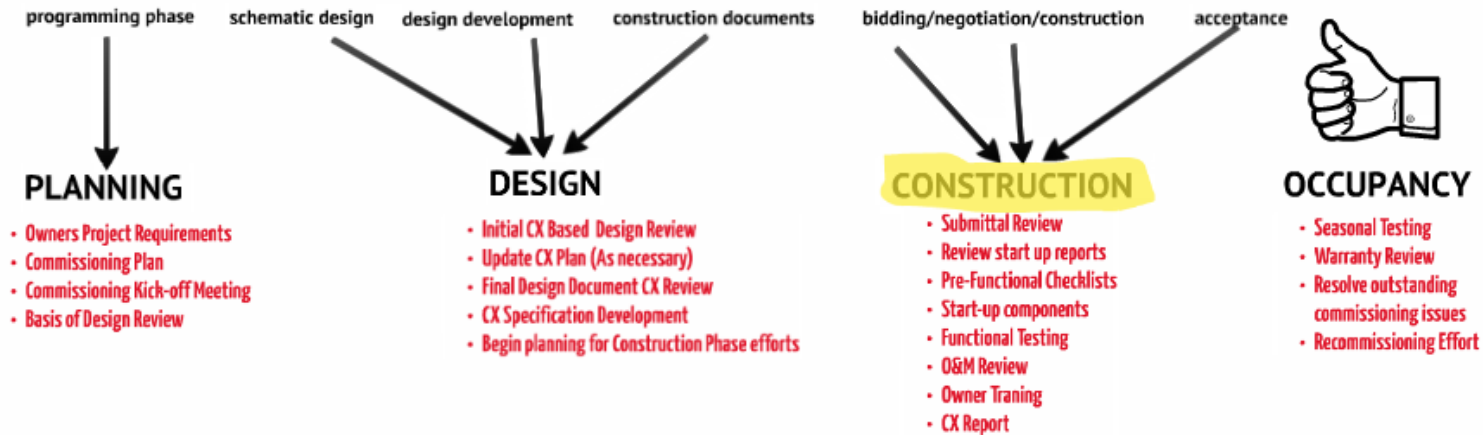 programming phase
schematic design
design development
construction documents
bidding/negotiation/construction
acceptance
PLANNING
• Owners Project Requirements
• Commissioning Plan
• Commissioning Kick-off Meeting
• Basis of Design Review
DESIGN
• Initial CX Based Design Review
• Update CX Plan (As necessary)
• Final Design Document CX Review
• CX Specification Development
• Begin planning for Construction Phase efforts
CONSTRUCTION
• Submittal Review
• Review start up reports
• Pre-Functional Checklists
• Start-up components
• Functional Testing
• O&M Review
• Owner Traning
• CX Report
OCCUPANCY
• Seasonal Testing
• Warranty Review
• Resolve outstanding
commissioning issues
• Recommissioning Effort